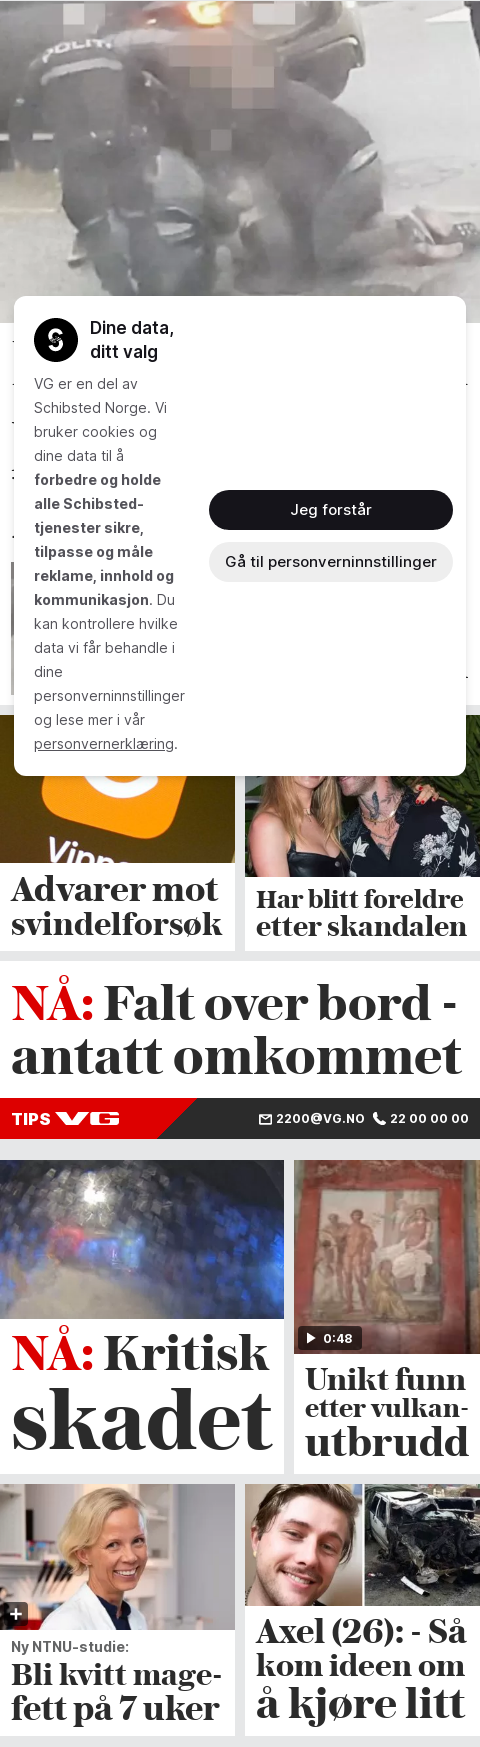 POLITI
Dine data,
ditt valg
VG er en del av
Schibsted Norge. Vi
bruker cookies og
dine data til å
forbedre og holde
alle Schibsted-
tjenester sikre,
tilpasse og måle
reklame, innhold og
kommunikasjon. Du
kan kontrollere hvilke
data vi får behandle i
dine
personverninnstillinger
og lese mer i vår
personvernerklæring.
Jeg forstår
Gå til personverninnstillinger
Advarer mot
svindelforsøk
Har blitt foreldre
etter skandalen
NÅ: Falt over bord -
antatt omkommet
TIPS VG 2200@VG.NO 22 00 00 00
NÅ: Kritisk
skadet
0:48
Unikt funn
etter vulkan-
utbrudd
Ny NTNU-studie:
Bli kvitt mage-
fett på 7 uker
Axel (26): - Så
kom ideen om
å kjøre litt